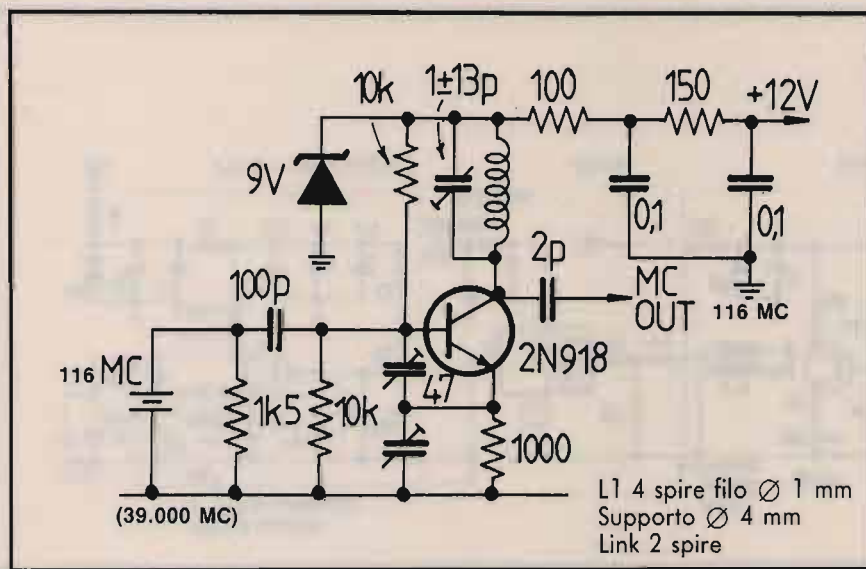 10k
1±13p
100
150
+12V
9V
0,1
0,1
2p
MC
OUT
116 MC
100p
2N918
116 MC
1k5
10k
47
1000
(39.000 MC)
L1 4 spire filo ∅ 1 mm
Supporto ∅ 4 mm
Link 2 spire